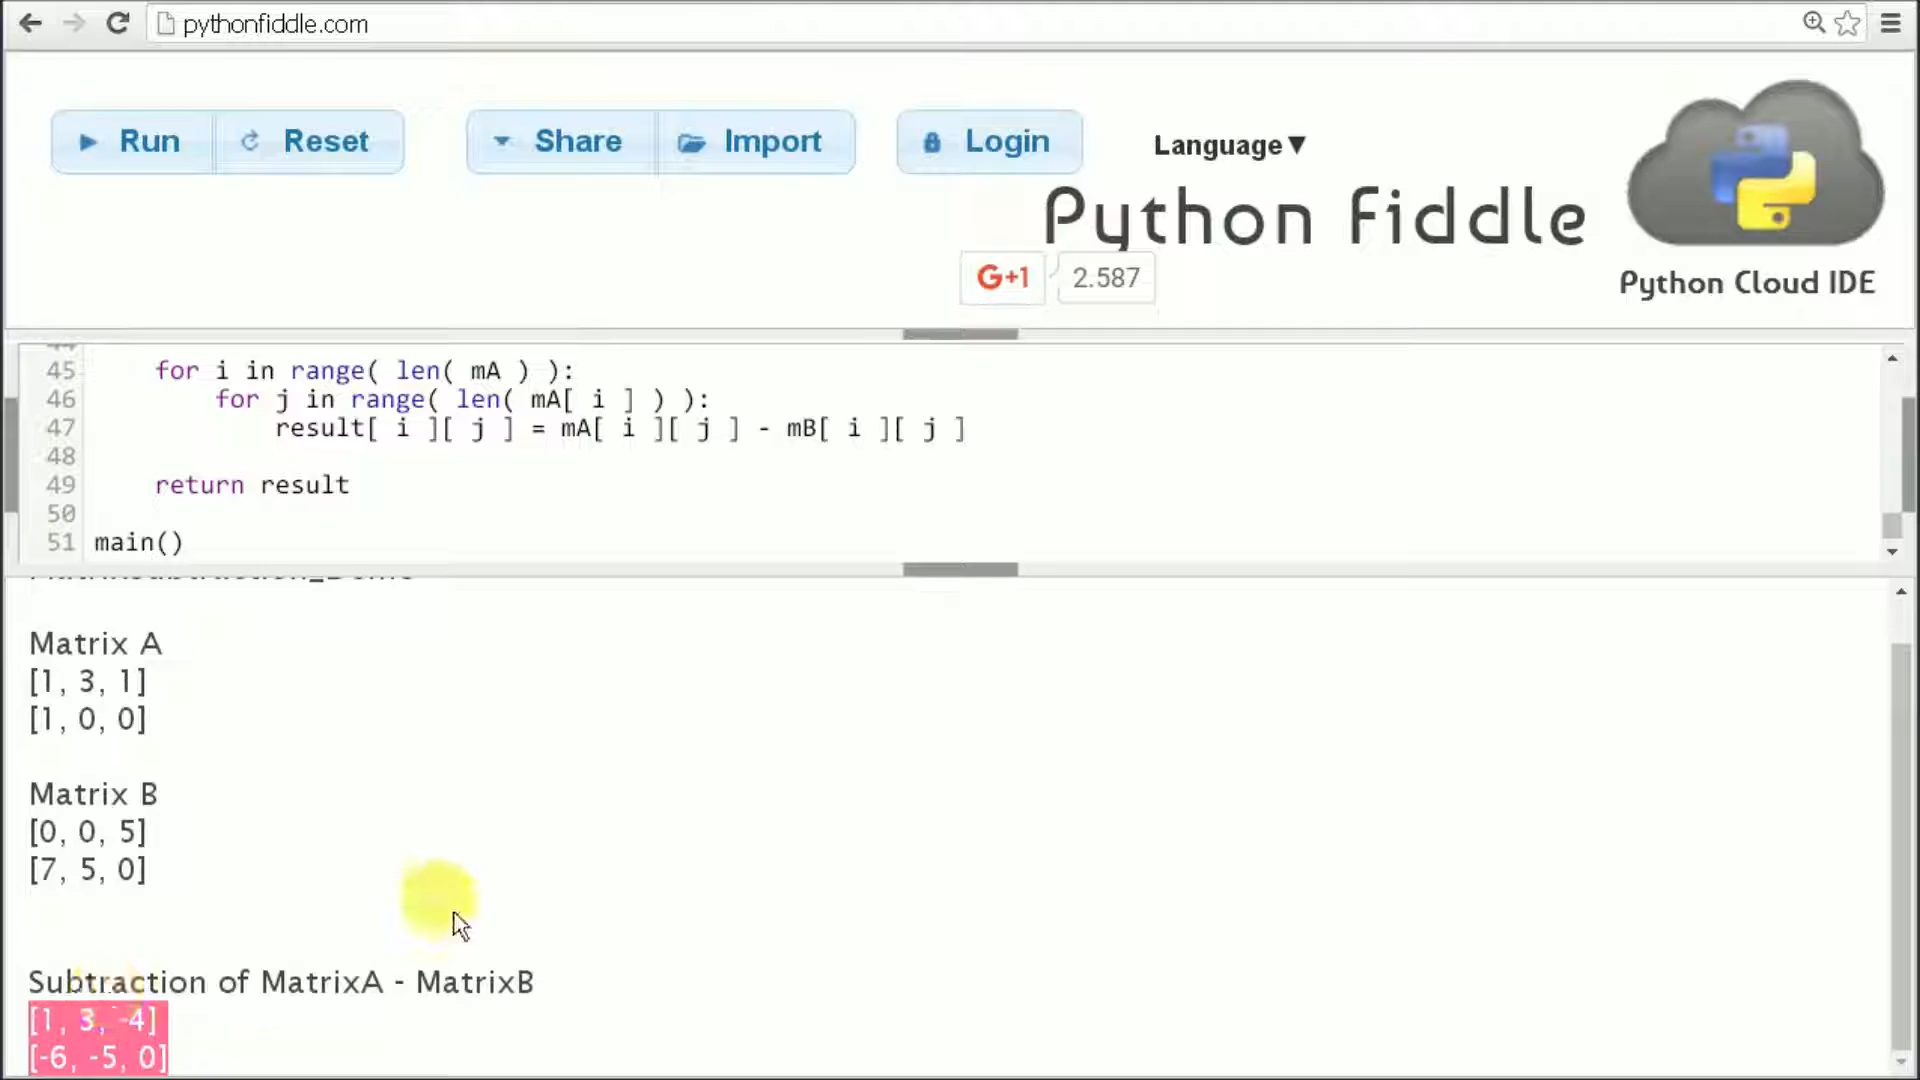 pythonfiddle.com
Run Reset Share Import Login Language▼
Python Fiddle
G+1 2.587
Python Cloud IDE
45 for i in range( len( mA ) ):
46 for j in range( len( mA[ i ] ) ):
47 result[ i ][ j ] = mA[ i ][ j ] - mB[ i ][ j ]
48
49 return result
50
51 main()
Matrix A
[1, 3, 1]
[1, 0, 0]
Matrix B
[0, 0, 5]
[7, 5, 0]
Subtraction of MatrixA - MatrixB
[1, 3, -4]
[-6, -5, 0]